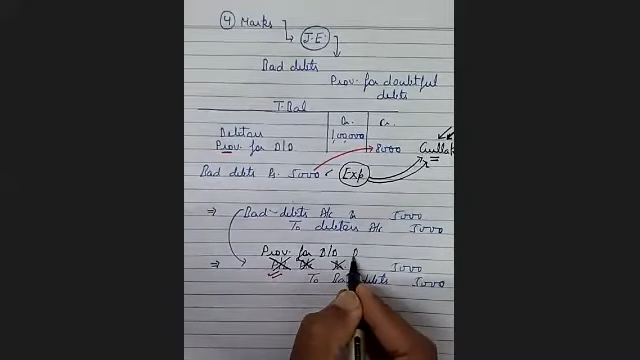 4 Marks
J.E.
Bad debts
Prov. for doubtful
debts
T.Bal
Dr. Cr.
Debtors 1,00,000
Prov. for D/D 8000
Gullak
Bad debts Rs. 5000 Exp
⇒ Bad debts A/c Dr 5000
To debtors A/c 5000
Prov. for D/D
⇒ P/L A/c Dr 5000
To Bad debts 5000